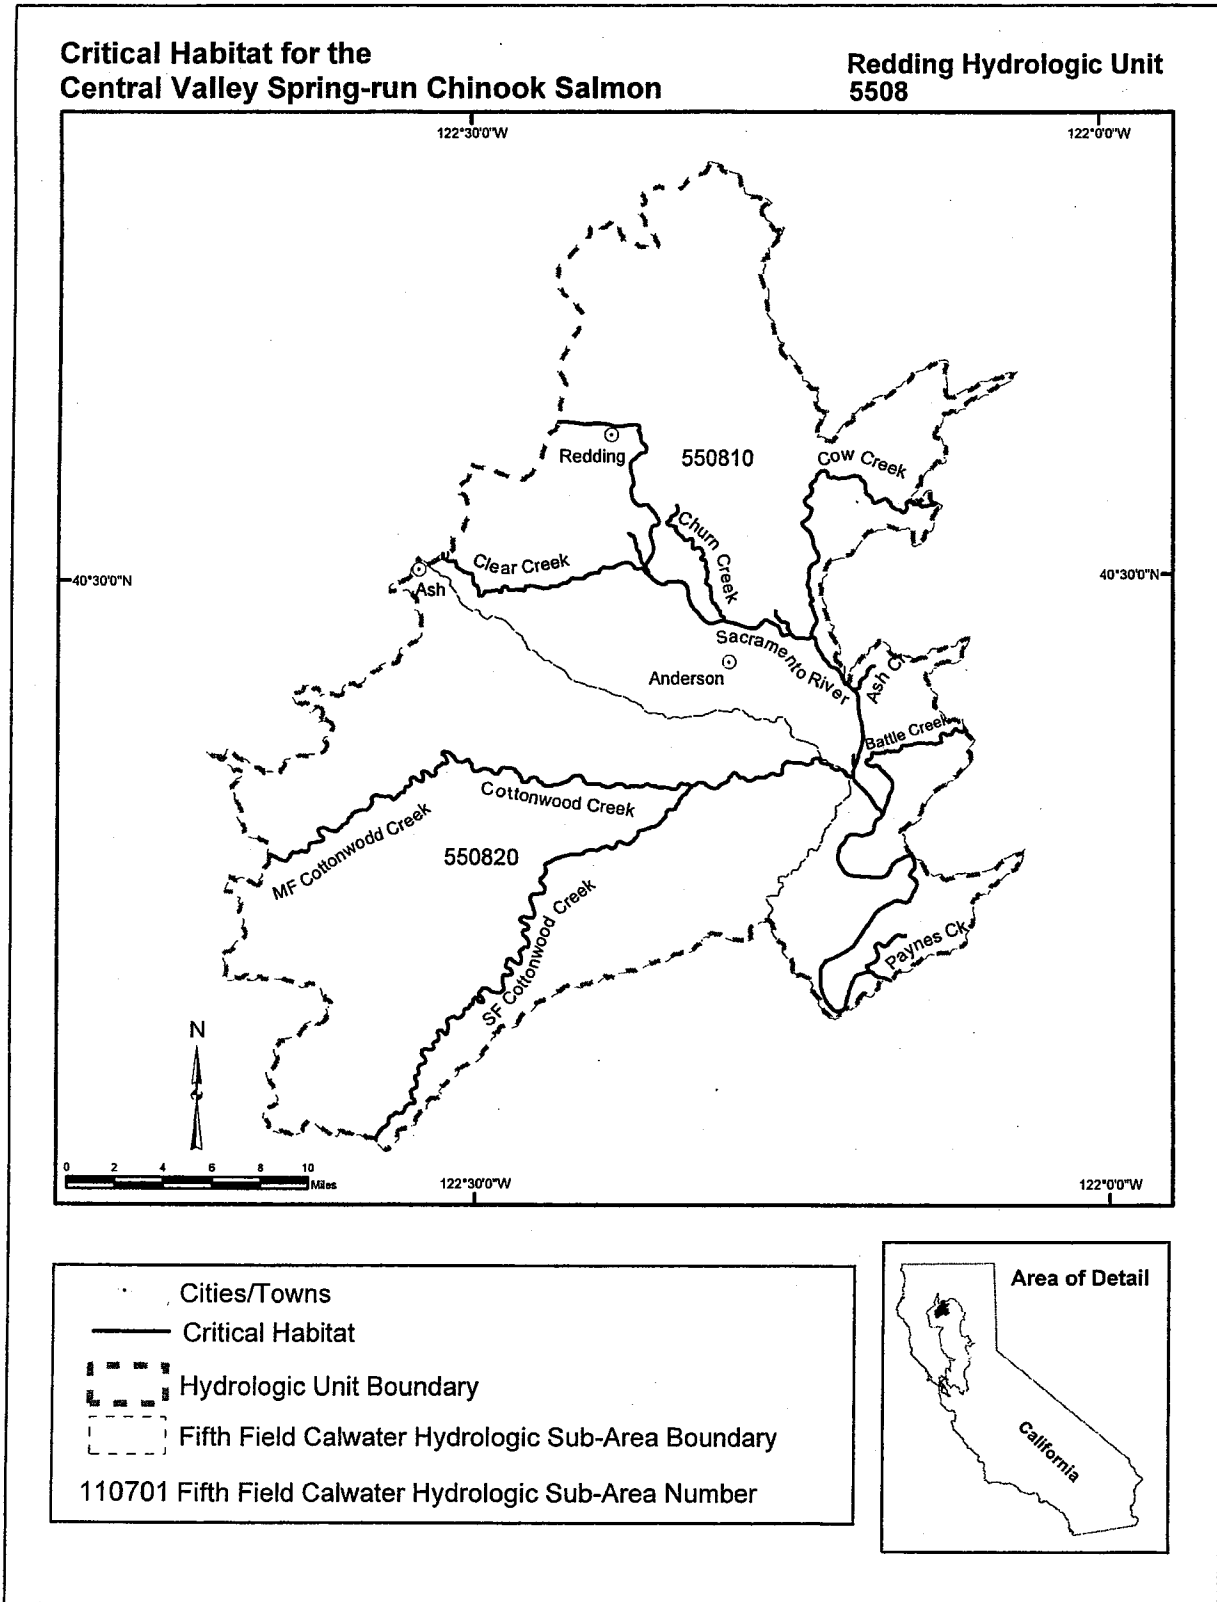 Critical Habitat for the
Central Valley Spring-run Chinook Salmon
Redding Hydrologic Unit
5508
122°30'0"W
122°0'0"W
Redding
550810
Cow Creek
Churn Creek
Clear Creek
40°30'0"N
40°30'0"N
Ash
Sacramento River
Anderson
Ash Cr
Battle Creek
Cottonwood Creek
MF Cottonwodd Creek
550820
SF Cottonwood Creek
Paynes Ck
N
0 2 4 6 8 10
Miles
122°30'0"W
122°0'0"W
Cities/Towns
Critical Habitat
Hydrologic Unit Boundary
Fifth Field Calwater Hydrologic Sub-Area Boundary
110701 Fifth Field Calwater Hydrologic Sub-Area Number
Area of Detail
California